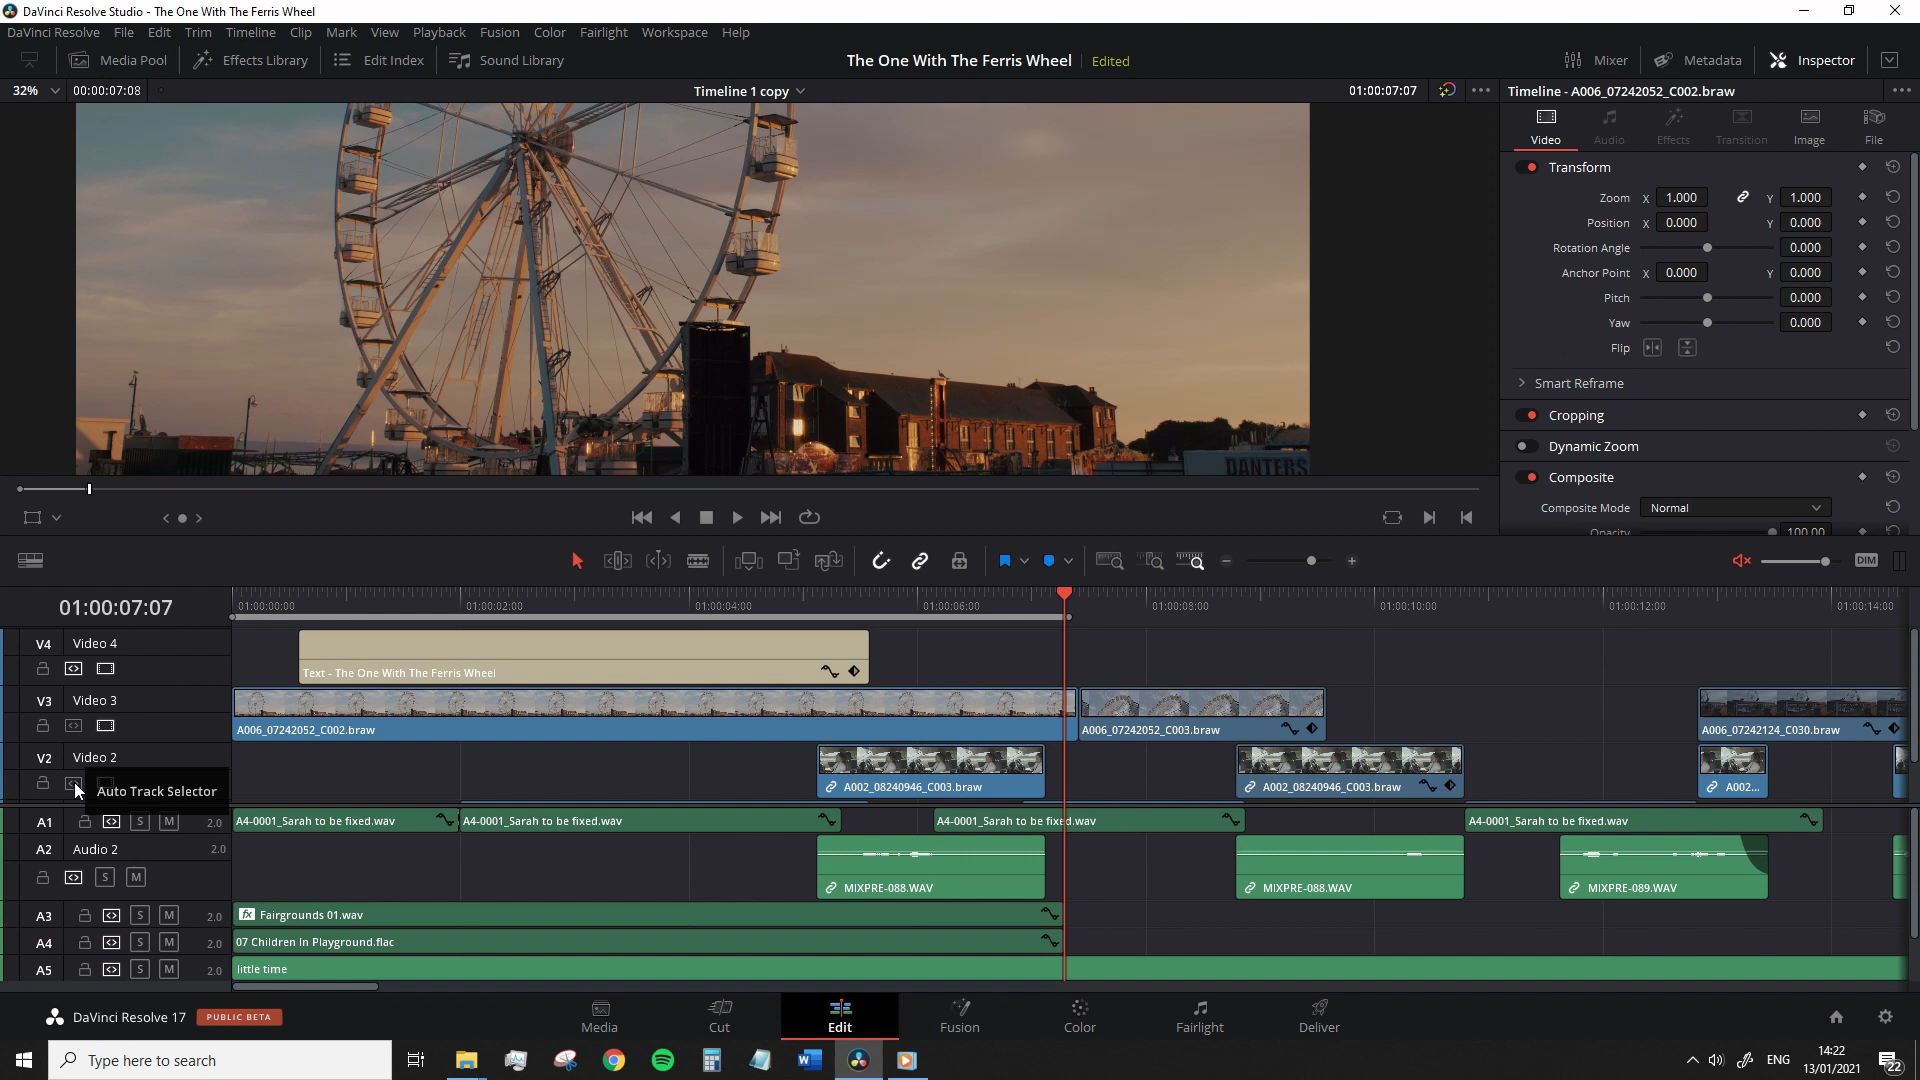 DaVinci Resolve Studio - The One With The Ferris Wheel
DaVinci Resolve File Edit Trim Timeline Clip Mark View Playback Fusion Color Fairlight Workspace Help
Media Pool Effects Library Edit Index Sound Library The One With The Ferris Wheel Edited Mixer Metadata Inspector
32% 00:00:07:08 Timeline 1 copy 01:00:07:07 Timeline - A006_07242052_C002.braw
Video Audio Effects Transition Image File
Transform
Zoom X 1.000 Y 1.000
Position X 0.000 Y 0.000
Rotation Angle 0.000
Anchor Point X 0.000 Y 0.000
Pitch 0.000
Yaw 0.000
Flip
Smart Reframe
Cropping
Dynamic Zoom
Composite
Composite Mode Normal
Opacity 100.00
DANTERS
DIM
01:00:07:07
01:00:00:00 01:00:02:00 01:00:04:00 01:00:06:00 01:00:08:00 01:00:10:00 01:00:12:00 01:00:14:00
V4 Video 4
Text - The One With The Ferris Wheel
V3 Video 3
A006_07242052_C002.braw A006_07242052_C003.braw A006_07242124_C030.braw
V2 Video 2
Auto Track Selector
A002_08240946_C003.braw A002_08240946_C003.braw A002...
A1 S M 2.0 A4-0001_Sarah to be fixed.wav A4-0001_Sarah to be fixed.wav A4-0001_Sarah to be fixed.wav A4-0001_Sarah to be fixed.wav
A2 Audio 2 2.0
S M
MIXPRE-088.WAV MIXPRE-088.WAV MIXPRE-089.WAV
A3 S M 2.0 fx Fairgrounds 01.wav
A4 S M 2.0 07 Children In Playground.flac
A5 S M 2.0 little time
DaVinci Resolve 17 PUBLIC BETA
Media Cut Edit Fusion Color Fairlight Deliver
Type here to search
ENG
14:22
13/01/2021
22